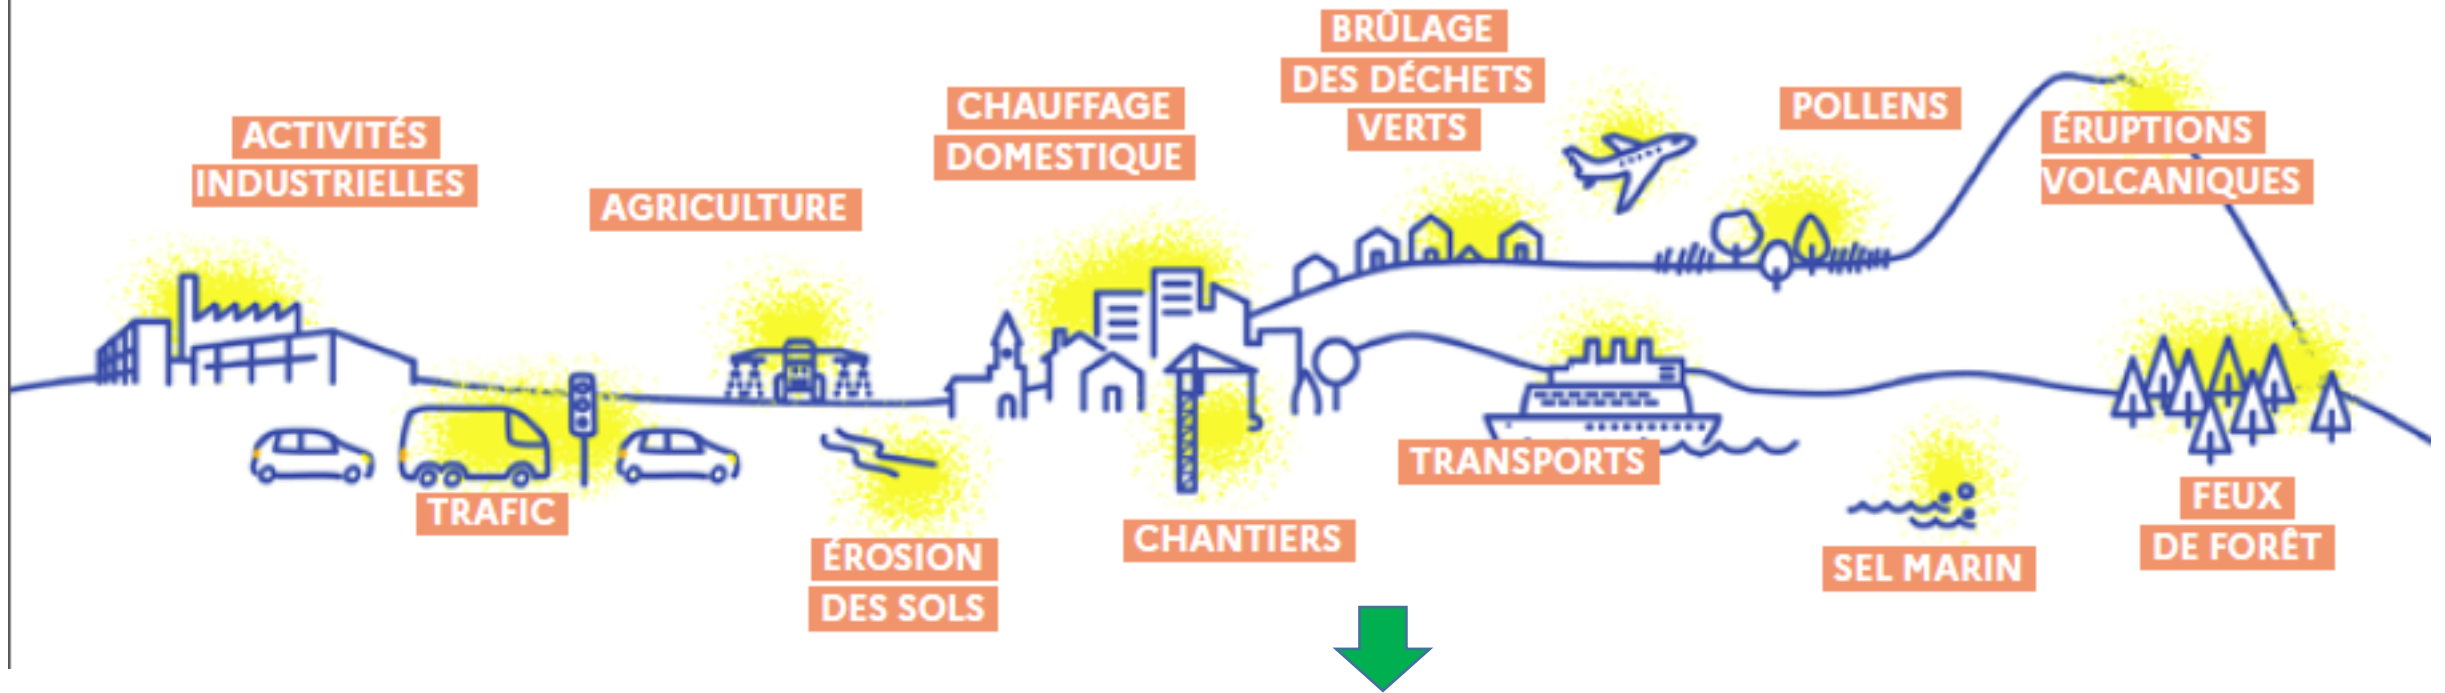 ACTIVITÉS
INDUSTRIELLES
TRAFIC
AGRICULTURE
ÉROSION
DES SOLS
CHAUFFAGE
DOMESTIQUE
CHANTIERS
BRÛLAGE
DES DÉCHETS
VERTS
TRANSPORTS
POLLENS
SEL MARIN
ÉRUPTIONS
VOLCANIQUES
FEUX
DE FORÊT